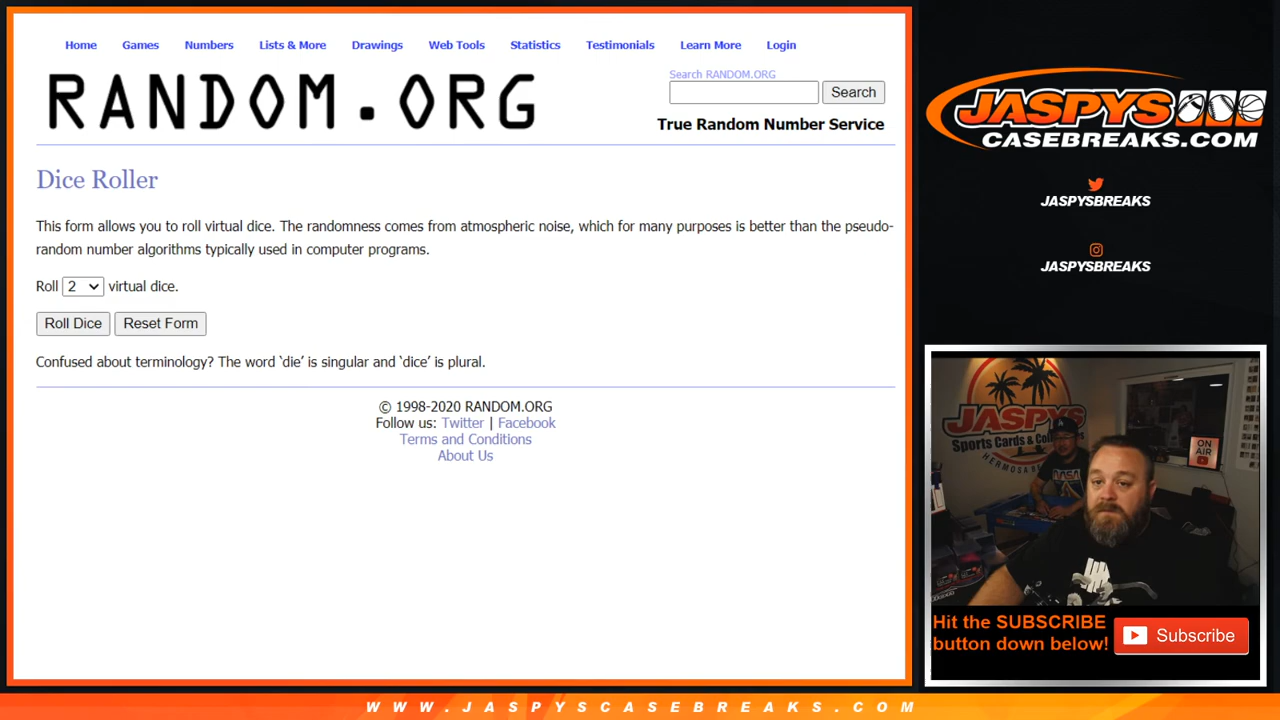 Home Games Numbers Lists & More Drawings Web Tools Statistics Testimonials Learn More Login
RANDOM.ORG
Search RANDOM.ORG
Search
True Random Number Service
Dice Roller
This form allows you to roll virtual dice. The randomness comes from atmospheric noise, which for many purposes is better than the pseudo-
random number algorithms typically used in computer programs.
Roll 2 virtual dice.
Roll Dice Reset Form
Confused about terminology? The word ‘die’ is singular and ‘dice’ is plural.
© 1998-2020 RANDOM.ORG
Follow us: Twitter | Facebook
Terms and Conditions
About Us
JASPYS
CASEBREAKS.COM
JASPYSBREAKS
JASPYSBREAKS
JASPYS
Sports Cards & Coll
HERMOSA B
ON
AIR
Hit the SUBSCRIBE
button down below!
Subscribe
WWW.JASPYSCASEBREAKS.COM